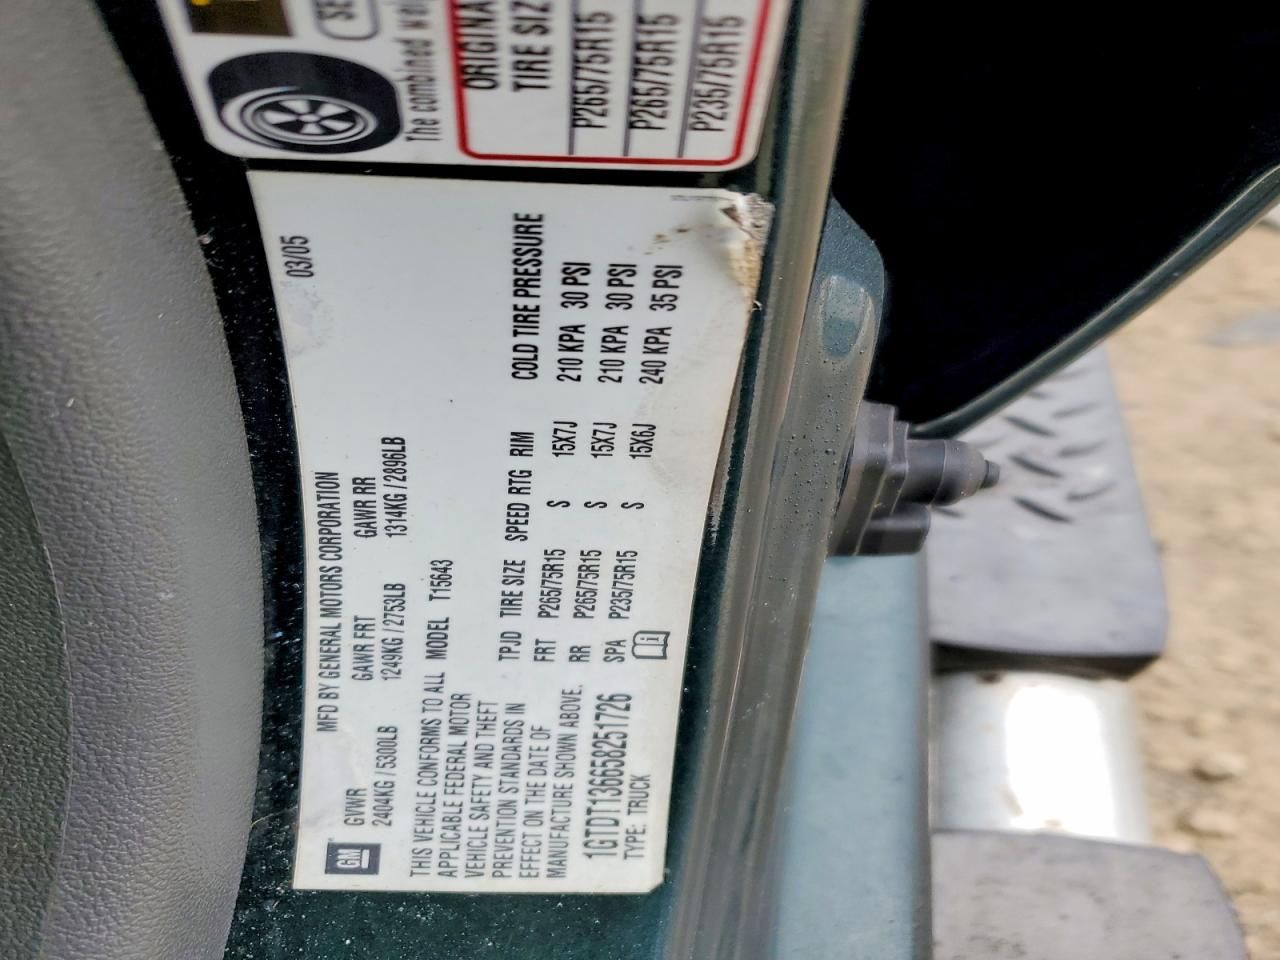 SE
The combined wei
ORIGINA
TIRE SIZ
P265/75R15
P265/75R15
P235/75R15
03/05
GM
MFD BY GENERAL MOTORS CORPORATION
GVWR GAWR FRT GAWR RR
2404KG / 5300LB 1249KG / 2753LB 1314KG / 2896LB
THIS VEHICLE CONFORMS TO ALL
APPLICABLE FEDERAL MOTOR
VEHICLE SAFETY AND THEFT
PREVENTION STANDARDS IN
EFFECT ON THE DATE OF
MANUFACTURE SHOWN ABOVE.
1GTDT136658251726
TYPE: TRUCK
MODEL T15643
TPJD TIRE SIZE SPEED RTG RIM COLD TIRE PRESSURE
FRT P265/75R15 S 15X7J 210 KPA 30 PSI
RR P265/75R15 S 15X7J 210 KPA 30 PSI
SPA P235/75R15 S 15X6J 240 KPA 35 PSI